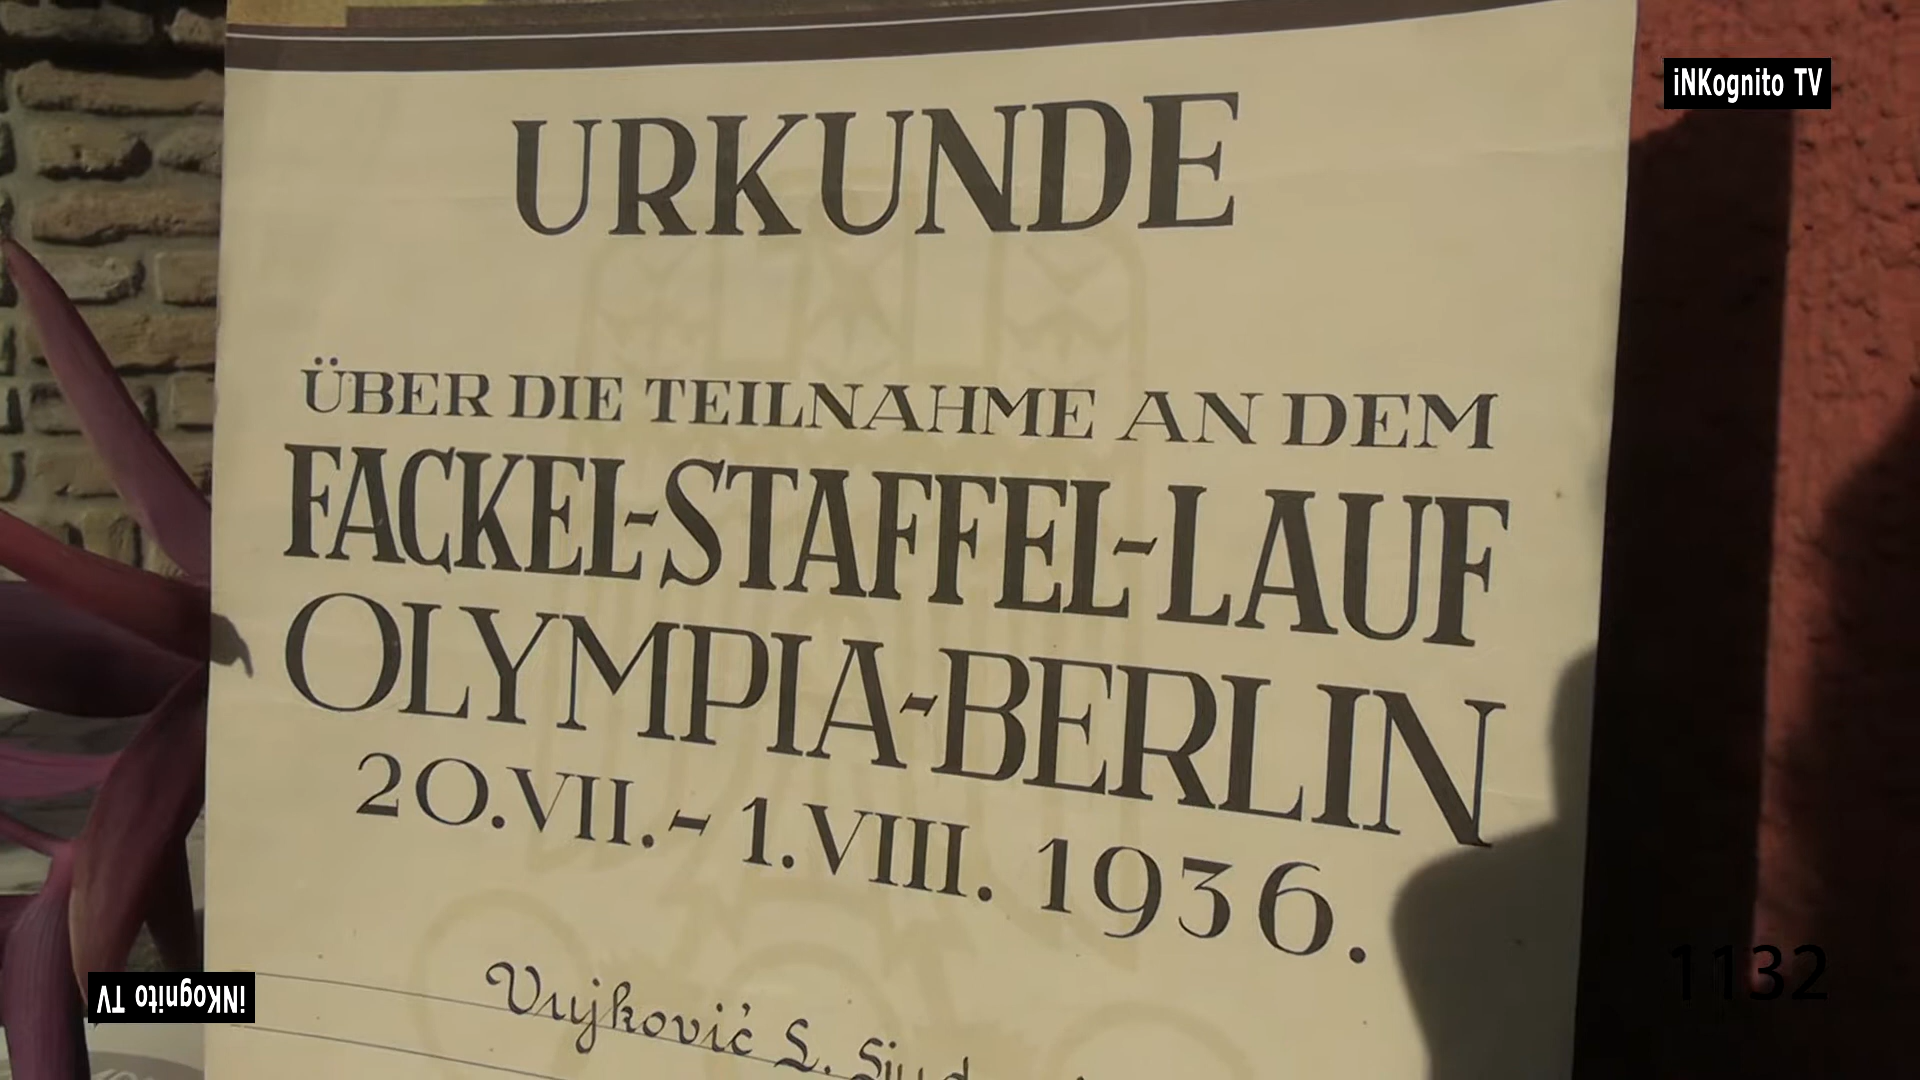 iNKognito TV
URKUNDE
ÜBER DIE TEILNAHME AN DEM
FACKEL-STAFFEL-LAUF
OLYMPIA-BERLIN
20.VII.-1.VIII. 1936.
Vujković S.
iNKognito TV
1132